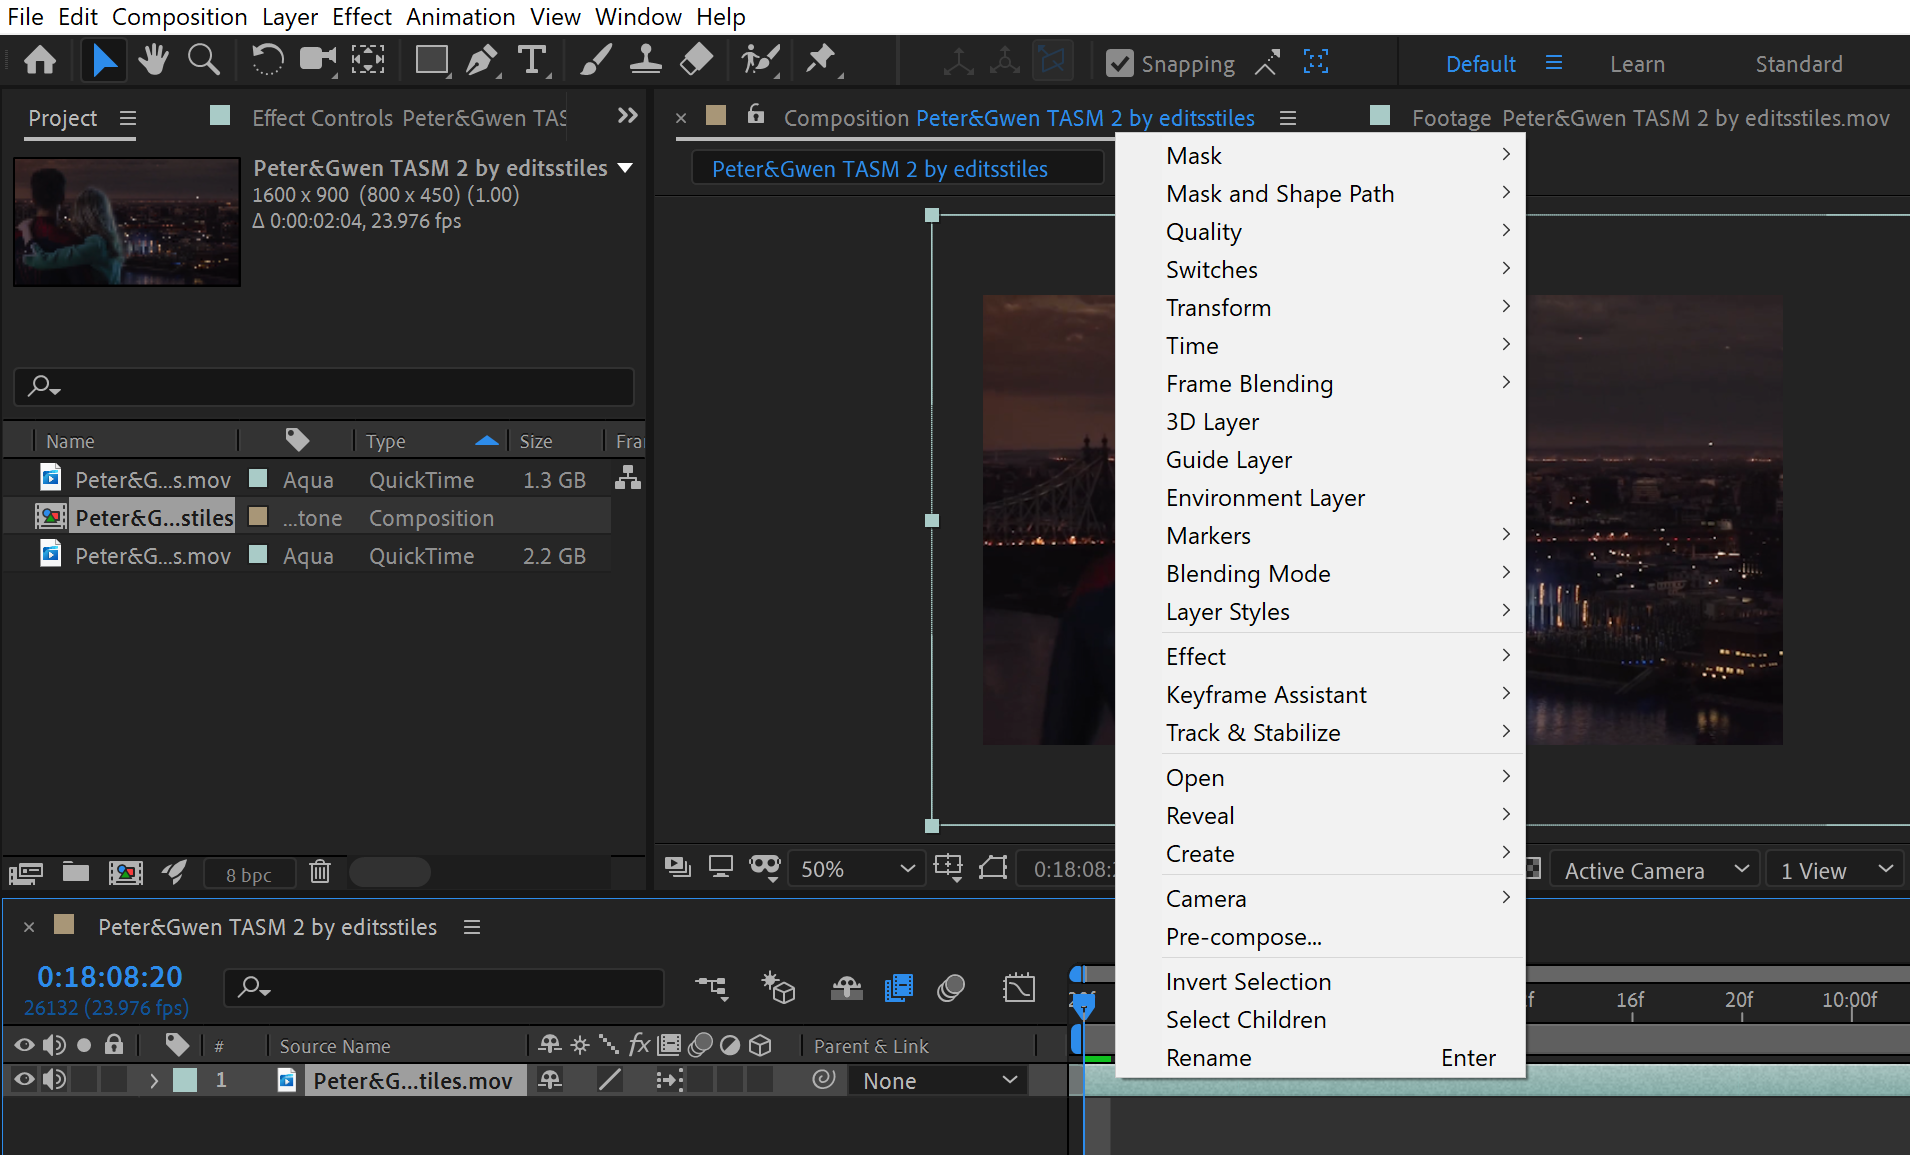 File Edit Composition Layer Effect Animation View Window Help
Snapping Default Learn Standard
Project Effect Controls Peter&Gwen TAS
Composition Peter&Gwen TASM 2 by editsstiles Footage Peter&Gwen TASM 2 by editsstiles.mov
Peter&Gwen TASM 2 by editsstiles
Peter&Gwen TASM 2 by editsstiles
1600 x 900 (800 x 450) (1.00)
Δ 0:00:02:04, 23.976 fps
Name Type Size Fra
Peter&G...s.mov Aqua QuickTime 1.3 GB
Peter&G...stiles ...tone Composition
Peter&G...s.mov Aqua QuickTime 2.2 GB
8 bpc
Mask
Mask and Shape Path
Quality
Switches
Transform
Time
Frame Blending
3D Layer
Guide Layer
Environment Layer
Markers
Blending Mode
Layer Styles
Effect
Keyframe Assistant
Track & Stabilize
Open
Reveal
Create
Camera
Pre-compose...
Invert Selection
Select Children
Rename Enter
50% 0:18:08: Active Camera 1 View
Peter&Gwen TASM 2 by editsstiles
0:18:08:20
26132 (23.976 fps)
f 16f 20f 10:00f
# Source Name fx Parent & Link
1 Peter&G...tiles.mov None